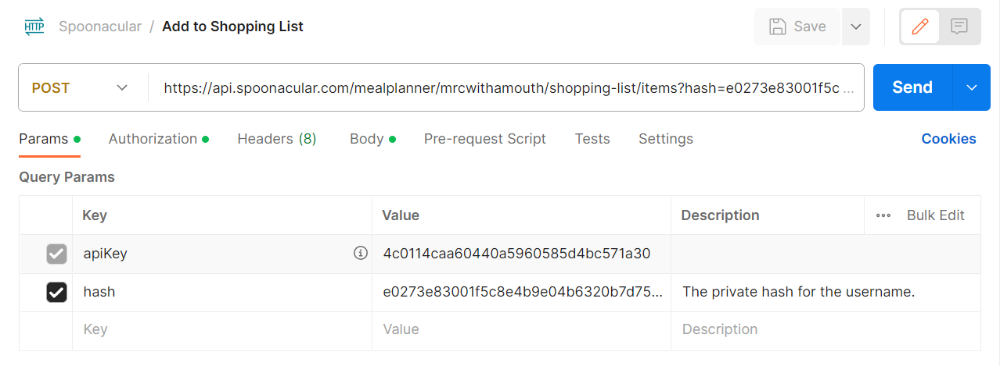 HTTP Spoonacular / Add to Shopping List Save
POST https://api.spoonacular.com/mealplanner/mrcwithamouth/shopping-list/items?hash=e0273e83001f5c ... Send
Params Authorization Headers (8) Body Pre-request Script Tests Settings Cookies
Query Params
Key Value Description Bulk Edit
apiKey 4c0114caa60440a5960585d4bc571a30
hash e0273e83001f5c8e4b9e04b6320b7d75... The private hash for the username.
Key Value Description